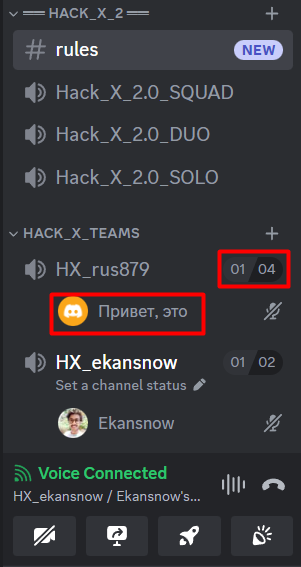 HACK_X_2
rules NEW
Hack_X_2.0_SQUAD
Hack_X_2.0_DUO
Hack_X_2.0_SOLO
HACK_X_TEAMS
HX_rus879 01 04
Привет, это
HX_ekansnow 01 02
Set a channel status
Ekansnow
Voice Connected
HX_ekansnow / Ekansnow's...